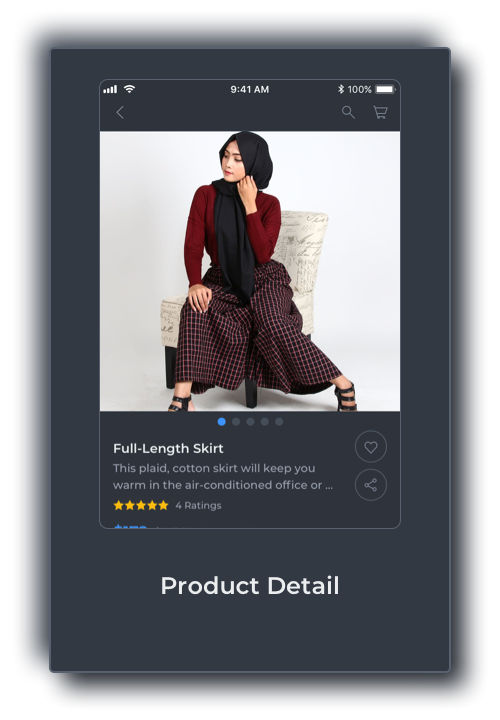 9:41 AM
100%
Full-Length Skirt
This plaid, cotton skirt will keep you
warm in the air-conditioned office or ...
4 Ratings
Product Detail